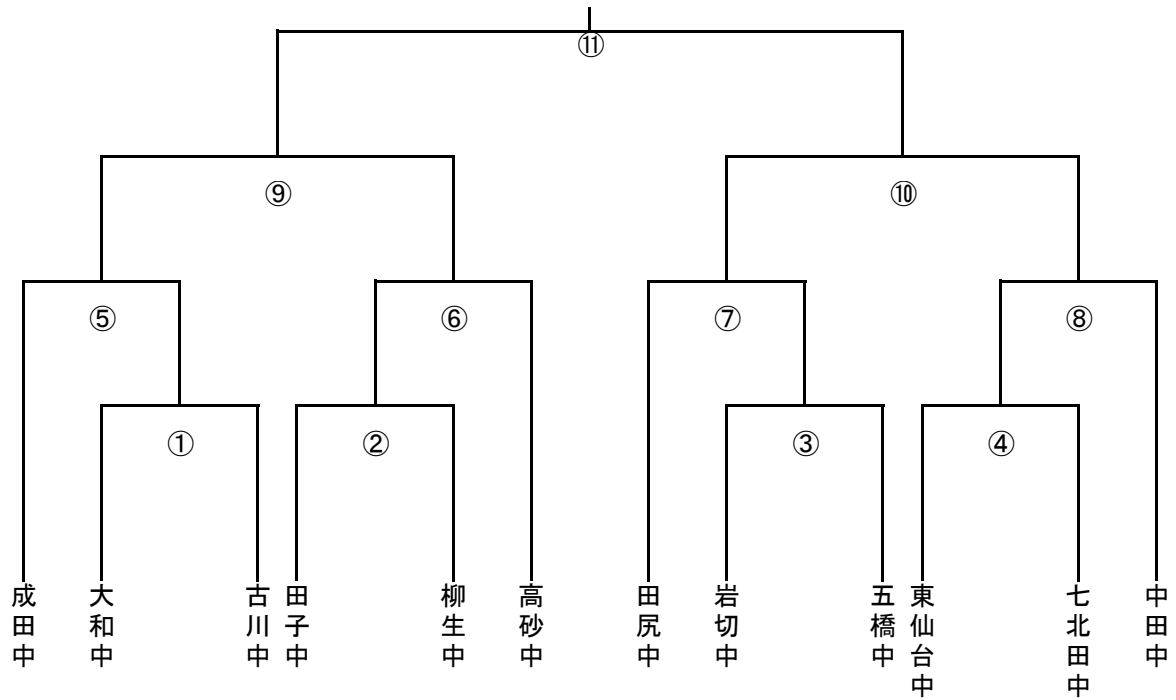 ⑪
⑨
⑩
⑤
⑥
⑦
⑧
①
②
③
④
成田中
大和中
古川中
田子中
柳生中
高砂中
田尻中
岩切中
五橋中
東仙台中
七北田中
中田中